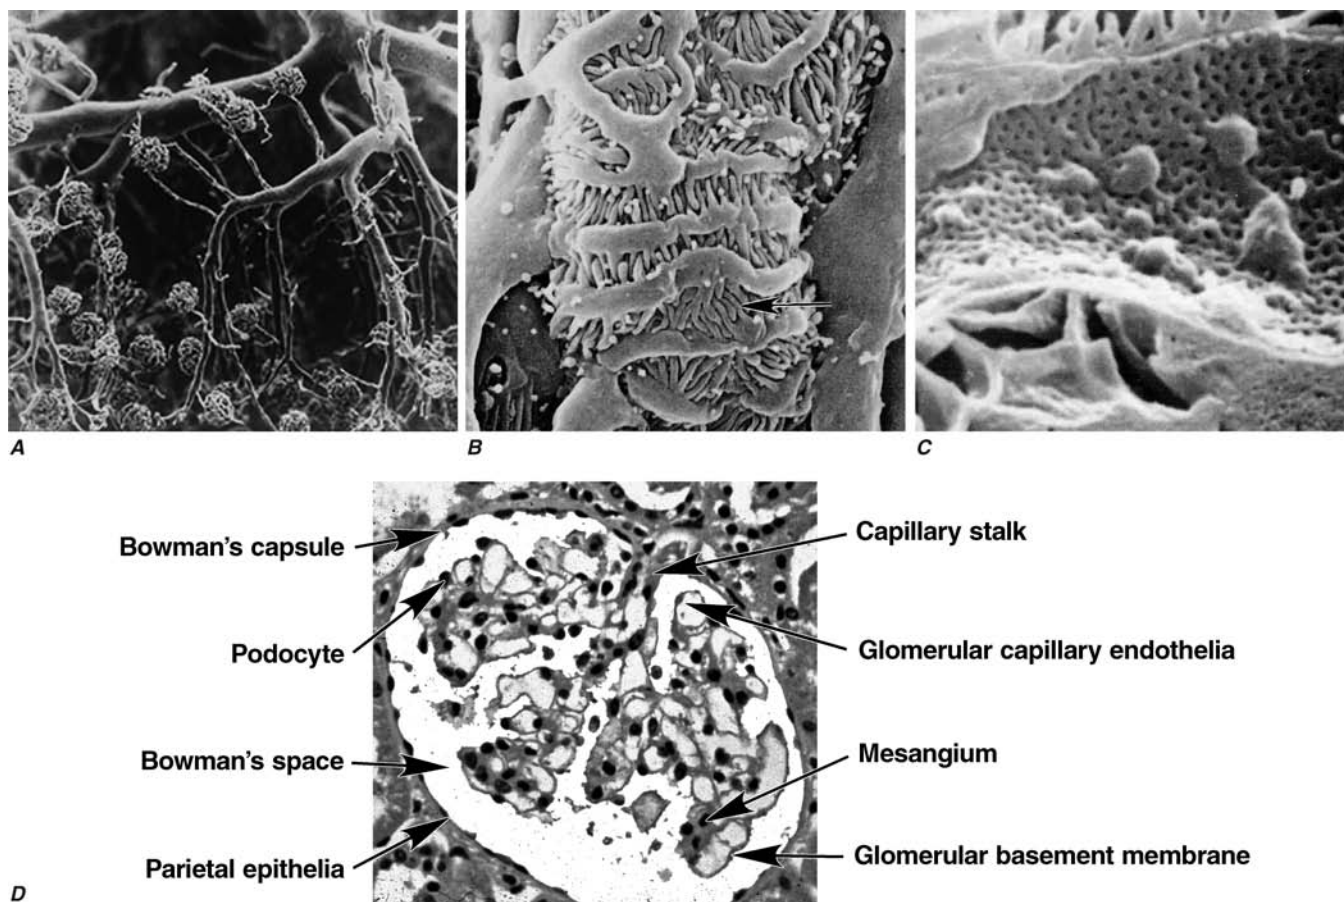 A
B
C
Bowman's capsule
Capillary stalk
Podocyte
Glomerular capillary endothelia
Bowman's space
Mesangium
Parietal epithelia
Glomerular basement membrane
D